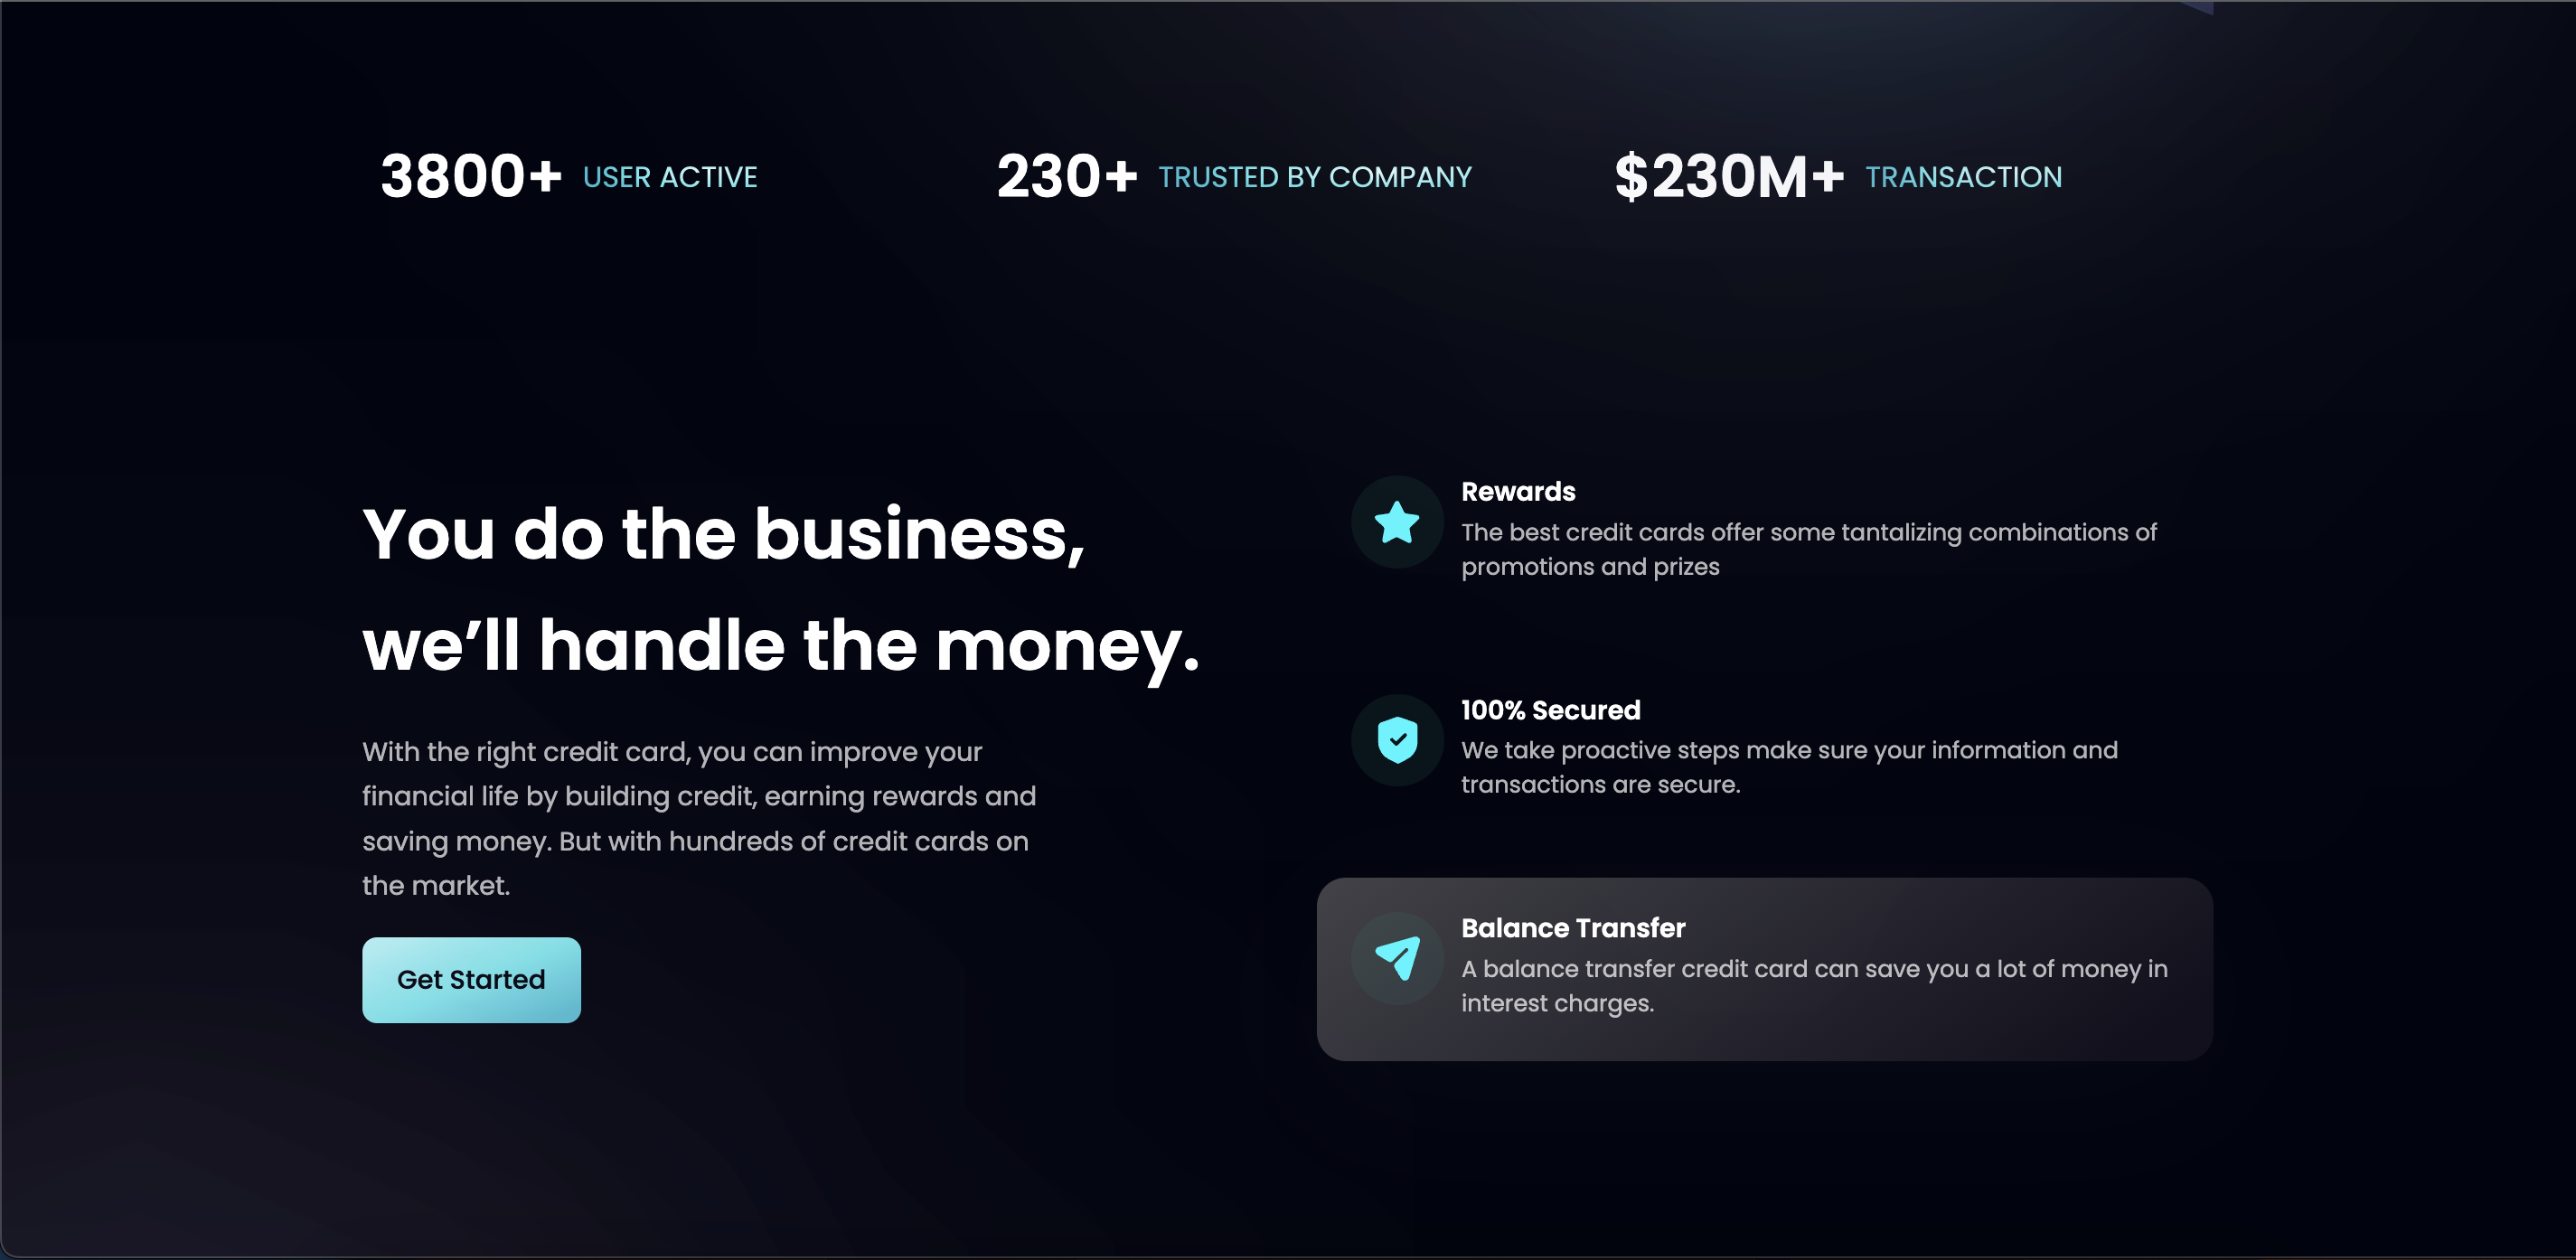 3800+ USER ACTIVE
230+ TRUSTED BY COMPANY
$230M+ TRANSACTION
You do the business,
we’ll handle the money.
With the right credit card, you can improve your
financial life by building credit, earning rewards and
saving money. But with hundreds of credit cards on
the market.
Get Started
Rewards
The best credit cards offer some tantalizing combinations of
promotions and prizes
100% Secured
We take proactive steps make sure your information and
transactions are secure.
Balance Transfer
A balance transfer credit card can save you a lot of money in
interest charges.